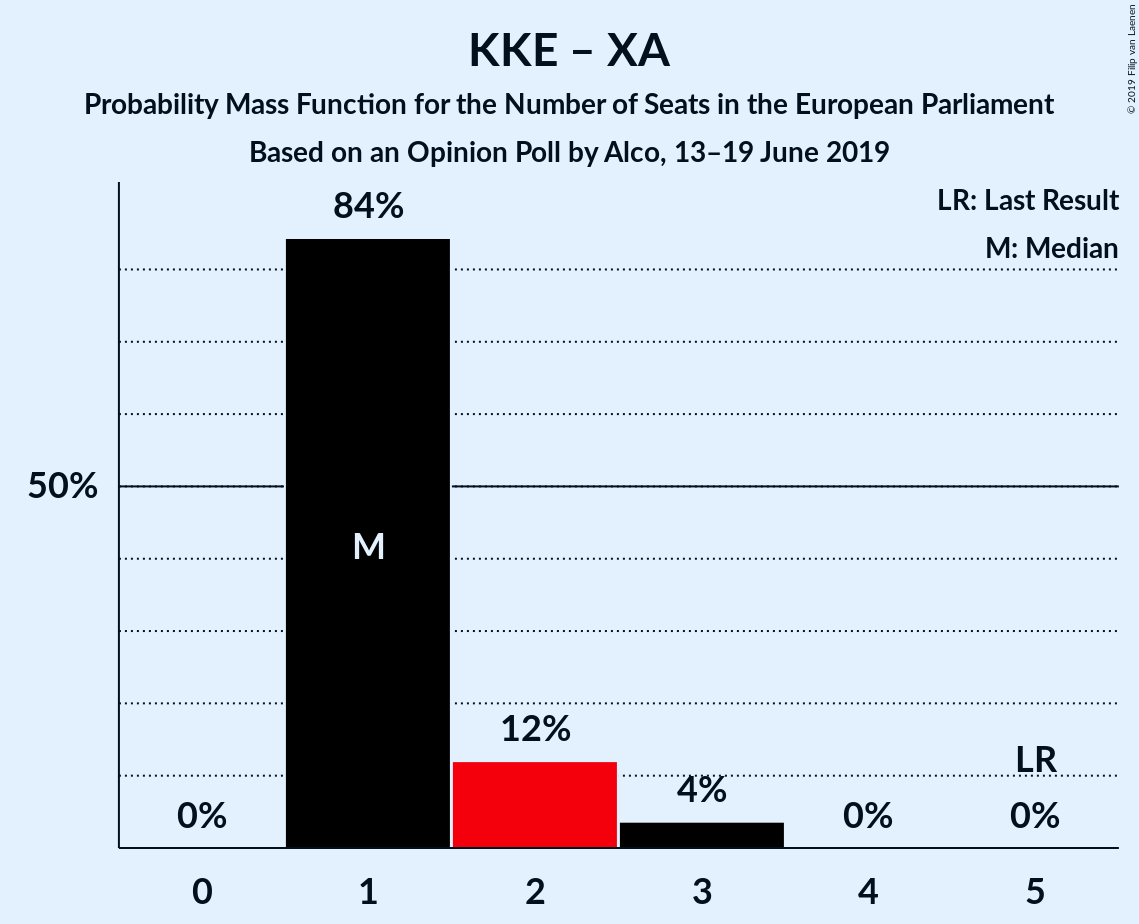 KKE – XA
Probability Mass Function for the Number of Seats in the European Parliament
Based on an Opinion Poll by Alco, 13–19 June 2019
© 2019 Filip van Laenen
LR: Last Result
M: Median
84%
50%
M
12%
LR
4%
0%
0%
0%
0 1 2 3 4 5